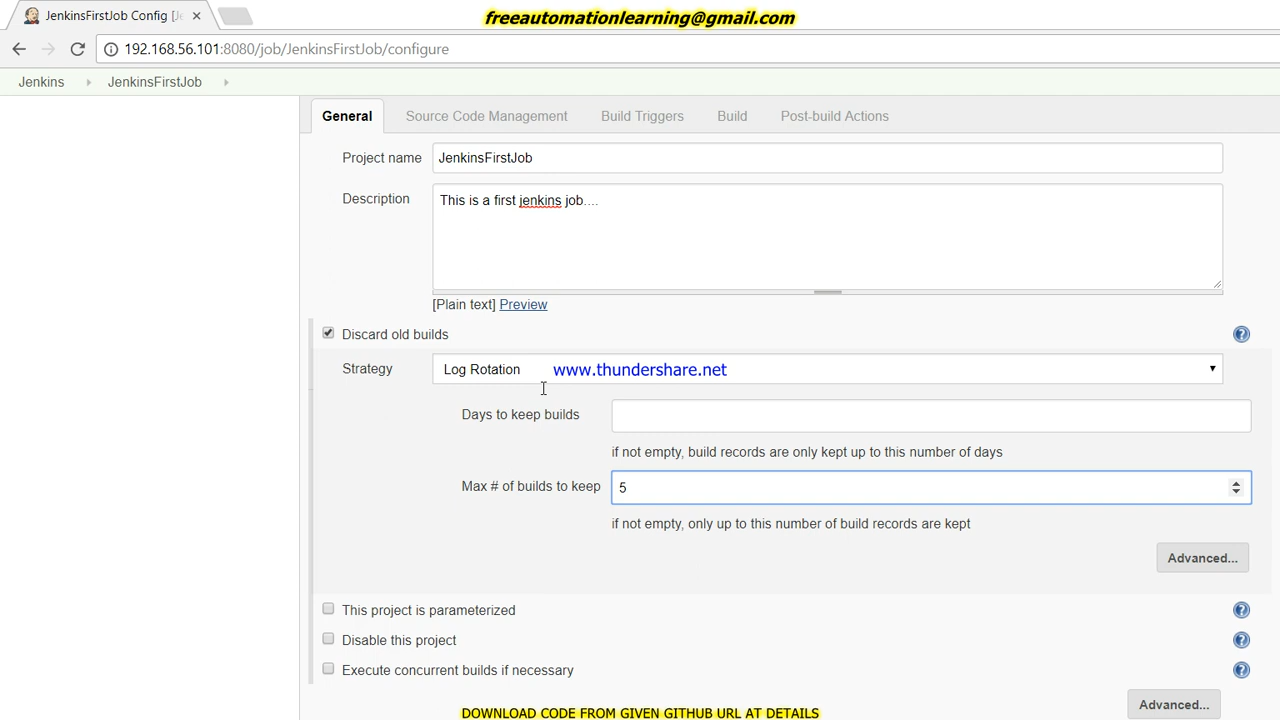 JenkinsFirstJob Config [Je
freeautomationlearning@gmail.com
192.168.56.101:8080/job/JenkinsFirstJob/configure
Jenkins JenkinsFirstJob
General Source Code Management Build Triggers Build Post-build Actions
Project name JenkinsFirstJob
Description This is a first jenkins job....
[Plain text] Preview
Discard old builds
Strategy Log Rotation www.thundershare.net
Days to keep builds
if not empty, build records are only kept up to this number of days
Max # of builds to keep 5
if not empty, only up to this number of build records are kept
Advanced...
This project is parameterized
Disable this project
Execute concurrent builds if necessary
Advanced...
DOWNLOAD CODE FROM GIVEN GITHUB URL AT DETAILS